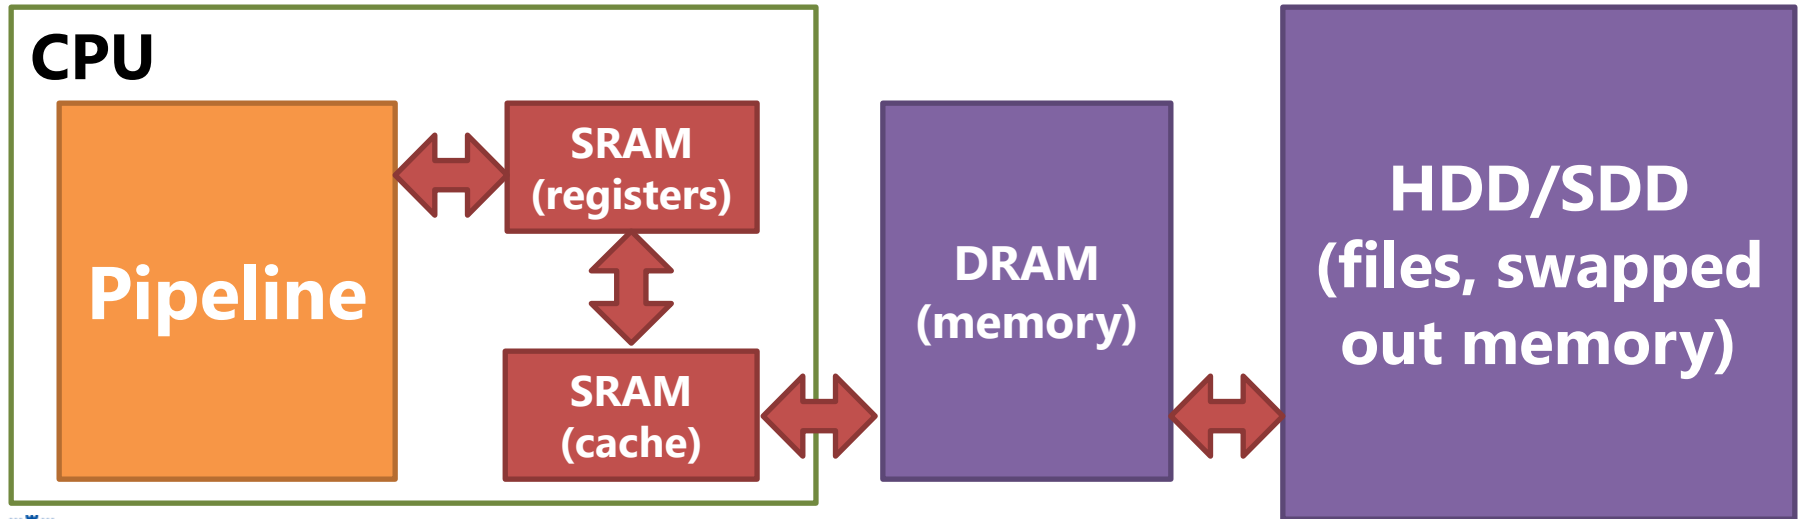 CPU
Pipeline
SRAM
(registers)
SRAM
(cache)
DRAM
(memory)
HDD/SDD
(files, swapped
out memory)